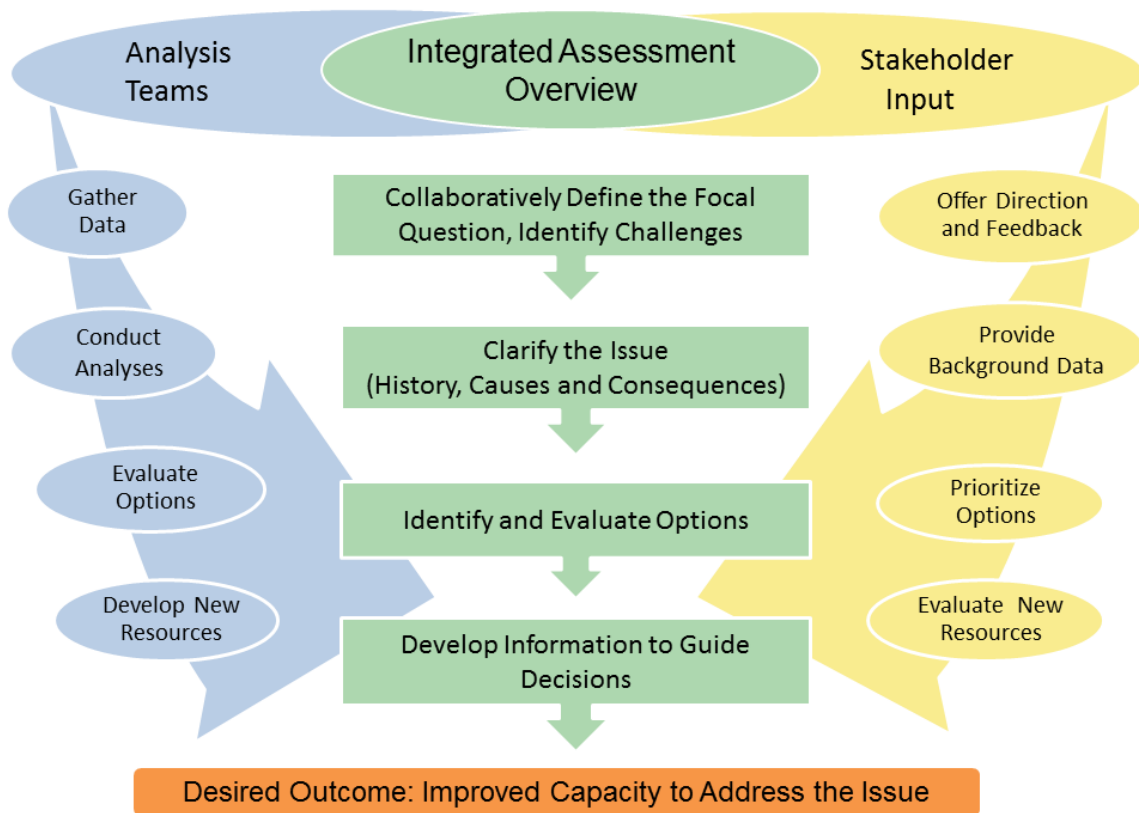 Analysis
Teams
Integrated Assessment
Overview
Stakeholder
Input
Gather
Data
Conduct
Analyses
Evaluate
Options
Develop New
Resources
Collaboratively Define the Focal
Question, Identify Challenges
Clarify the Issue
(History, Causes and Consequences)
Identify and Evaluate Options
Develop Information to Guide
Decisions
Offer Direction
and Feedback
Provide
Background Data
Prioritize
Options
Evaluate New
Resources
Desired Outcome: Improved Capacity to Address the Issue